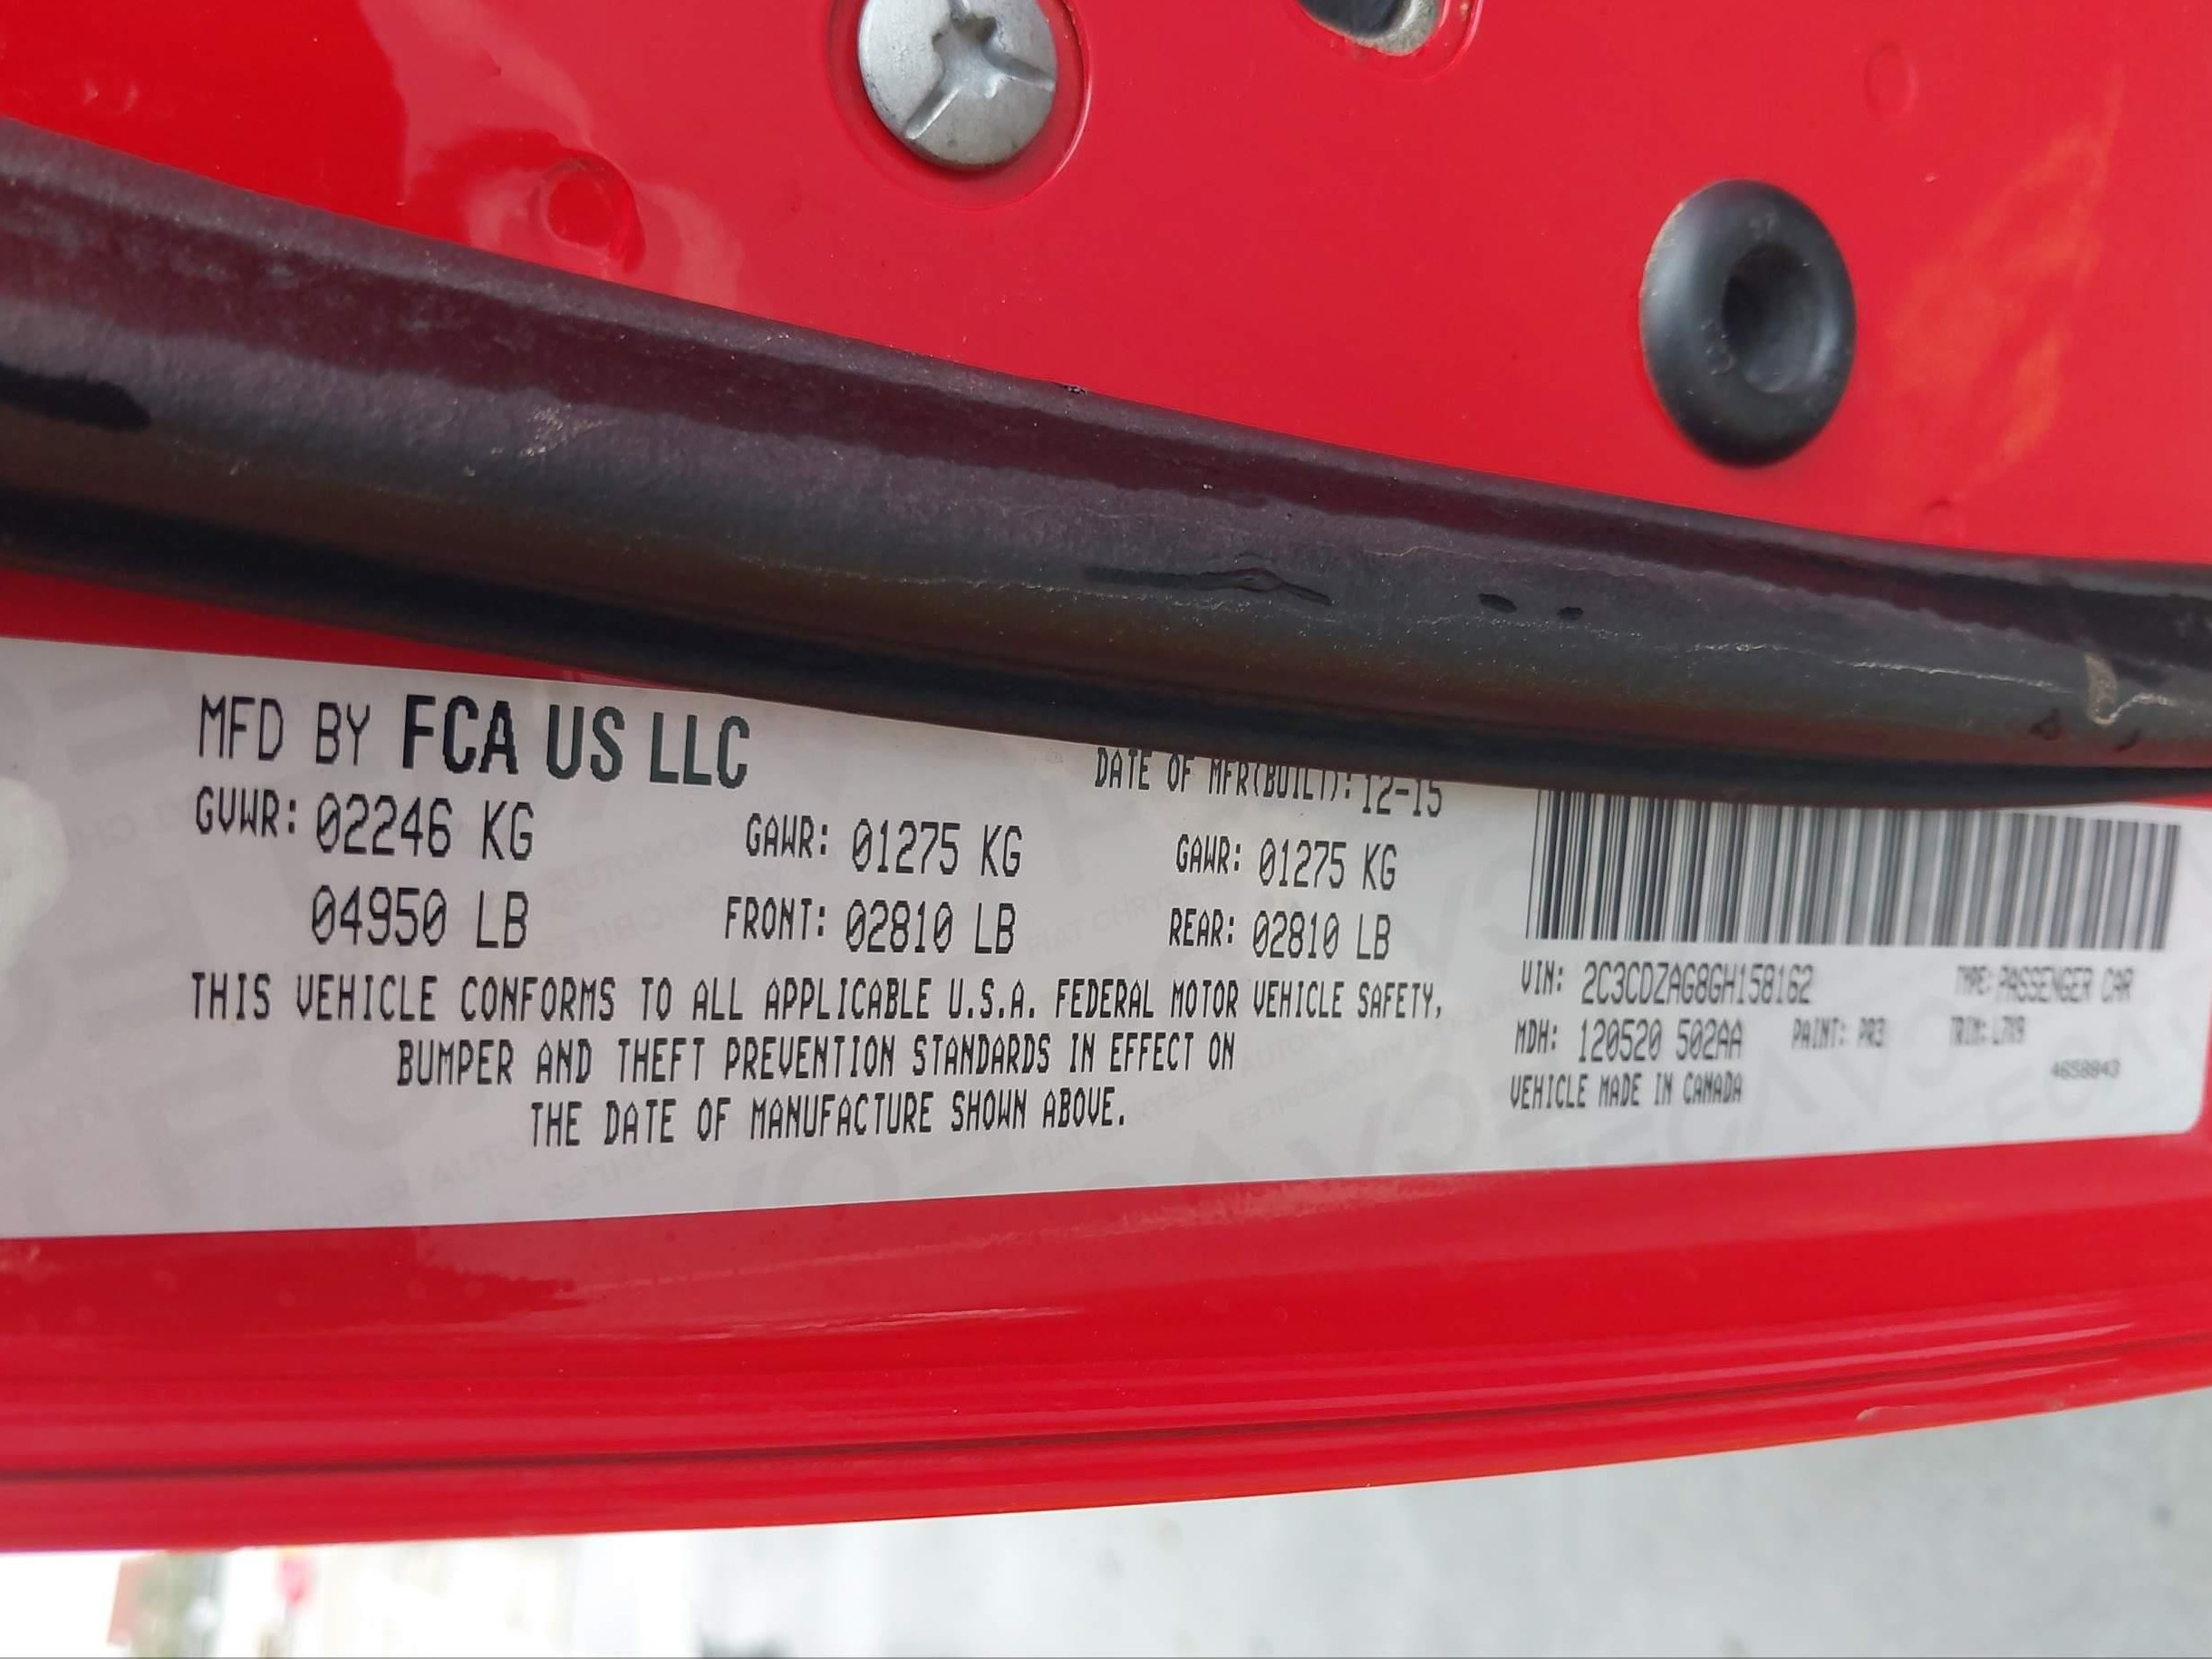 MFD BY FCA US LLC
DATE OF MFR(BUILT): 12-15
GVWR: 02246 KG
04950 LB
GAWR: 01275 KG
FRONT: 02810 LB
GAWR: 01275 KG
REAR: 02810 LB
THIS VEHICLE CONFORMS TO ALL APPLICABLE U.S.A. FEDERAL MOTOR VEHICLE SAFETY,
BUMPER AND THEFT PREVENTION STANDARDS IN EFFECT ON
THE DATE OF MANUFACTURE SHOWN ABOVE.
VIN: 2C3CDZAG8GH158162 TYPE: PASSENGER CAR
MDH: 120520 502AA PAINT: PR3 TRIM: L7X9
VEHICLE MADE IN CANADA
4658843